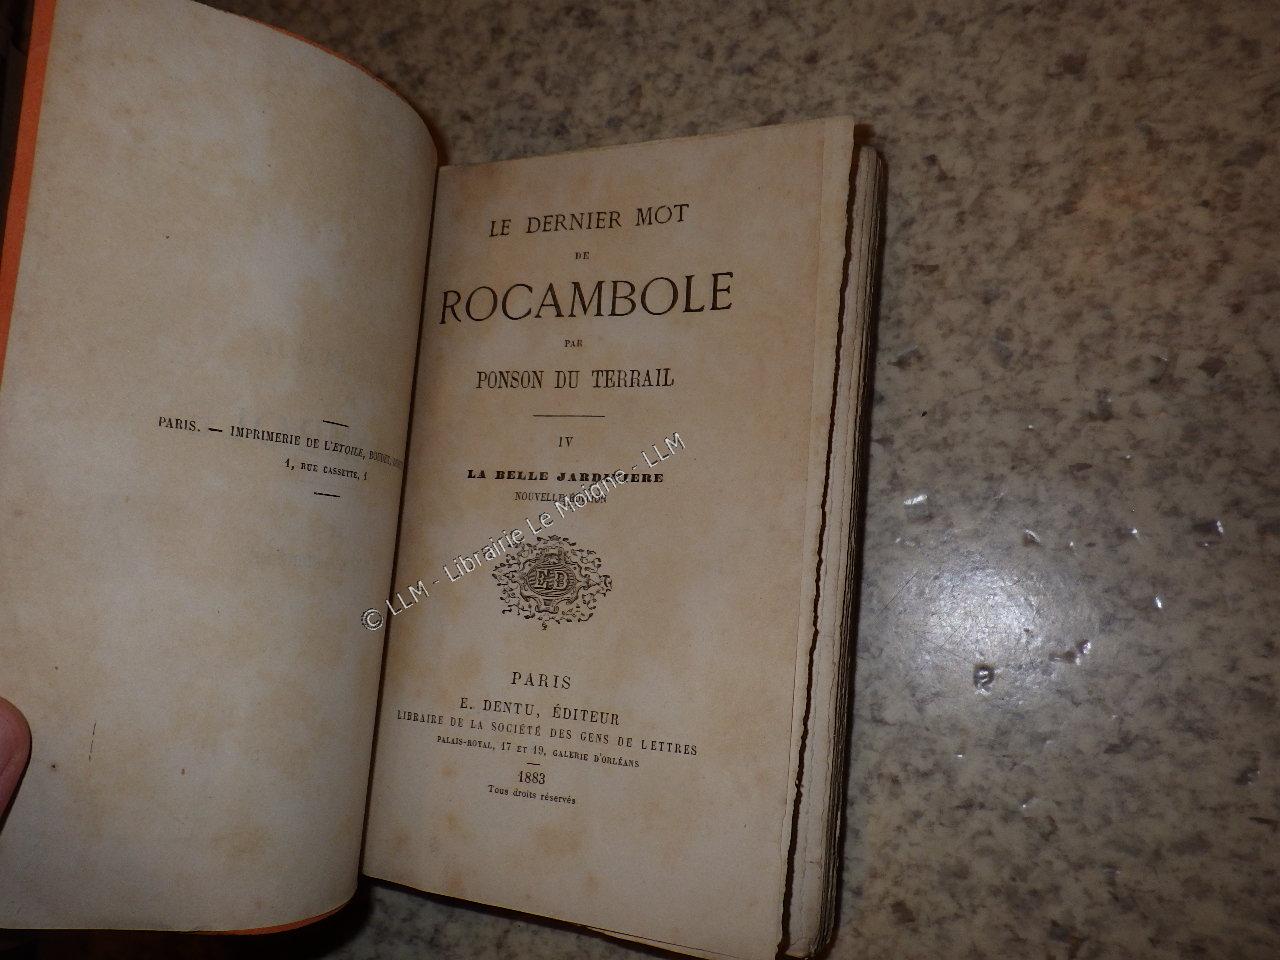 PARIS. — IMPRIMERIE DE L'ETOILE, BOUDET,
1, RUE CASSETTE, 1
LE DERNIER MOT
DE
ROCAMBOLE
PAR
PONSON DU TERRAIL
IV
LA BELLE JARDINIERE
NOUVELLE ÉDITION
PARIS
E. DENTU, ÉDITEUR
LIBRAIRE DE LA SOCIÉTÉ DES GENS DE LETTRES
PALAIS-ROYAL, 17 ET 19, GALERIE D'ORLÉANS
1883
Tous droits réservés
© LLM - Librairie Le Moigne - LLM